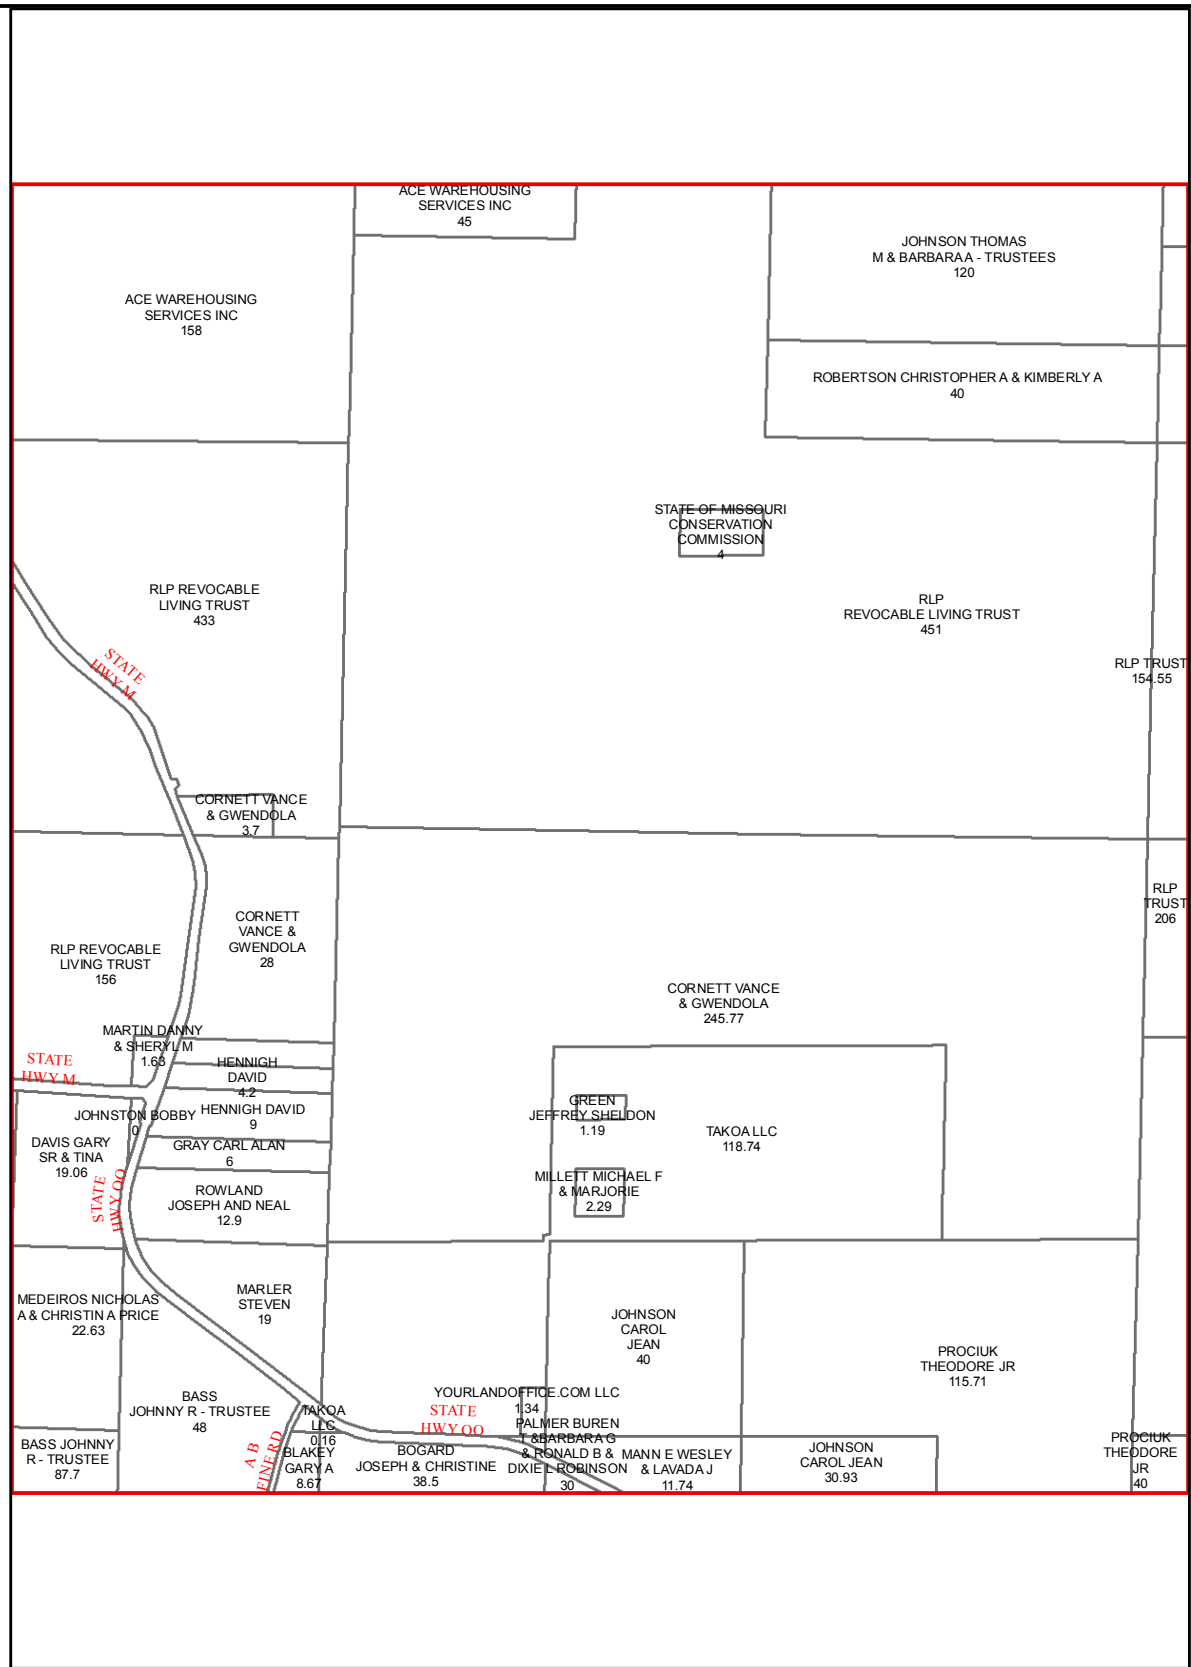 ACE WAREHOUSING
SERVICES INC
45
JOHNSON THOMAS
M & BARBARA A - TRUSTEES
120
ACE WAREHOUSING
SERVICES INC
158
ROBERTSON CHRISTOPHER A & KIMBERLY A
40
STATE OF MISSOURI
CONSERVATION
COMMISSION
4
RLP REVOCABLE
LIVING TRUST
433
RLP
REVOCABLE LIVING TRUST
451
STATE
HWY M
RLP TRUST
154.55
CORNETT VANCE
& GWENDOLA
3.7
RLP
TRUST
206
CORNETT
VANCE &
GWENDOLA
28
RLP REVOCABLE
LIVING TRUST
156
CORNETT VANCE
& GWENDOLA
245.77
MARTIN DANNY
& SHERYL M
1.63
STATE
HWY M
HENNIGH
DAVID
4.2
JOHNSTON BOBBY
0
HENNIGH DAVID
9
GREEN
JEFFREY SHELDON
1.19
TAKOA LLC
118.74
DAVIS GARY
SR & TINA
19.06
GRAY CARL ALAN
6
STATE
HWY OO
ROWLAND
JOSEPH AND NEAL
12.9
MILLETT MICHAEL F
& MARJORIE
2.29
MEDEIROS NICHOLAS
A & CHRISTIN A PRICE
22.63
MARLER
STEVEN
19
JOHNSON
CAROL
JEAN
40
PROCIUK
THEODORE JR
115.71
BASS
JOHNNY R - TRUSTEE
48
YOURLANDOFFICE.COM LLC
1.34
TAKOA
LLC
0.16
STATE
HWY OO
BASS JOHNNY
R - TRUSTEE
87.7
A B
EINERD
BLAKEY
GARY A
8.67
BOGARD
JOSEPH & CHRISTINE
38.5
PALMER BUREN
T & BARBARA G
& RONALD B &
DIXIE L ROBINSON
30
MANN E WESLEY
& LAVADA J
11.74
JOHNSON
CAROL JEAN
30.93
PROCIUK
THEODORE
JR
40